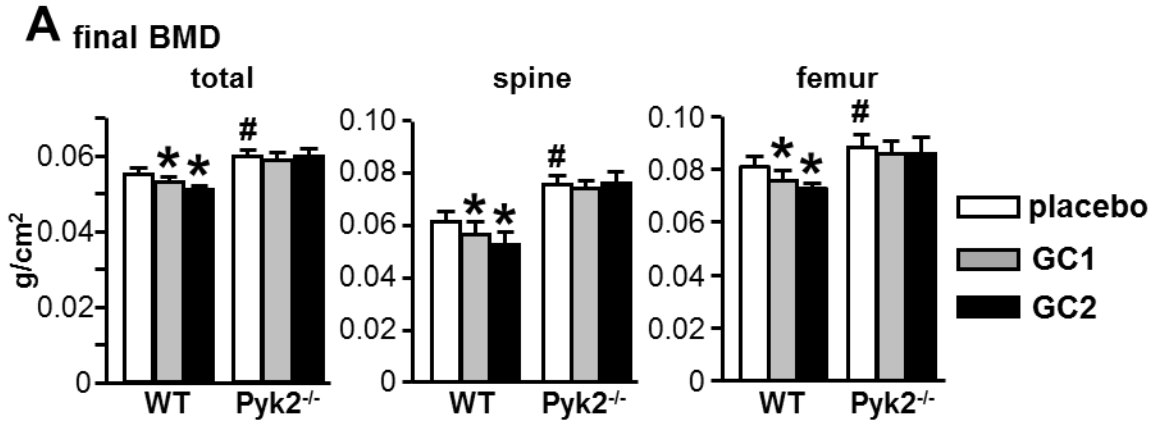 A final BMD
total
spine
femur
g/cm²
0.06
0.04
0.02
0
#
*
*
WT
Pyk2-/-
0.10
0.08
0.06
0.04
0.02
0
#
*
*
WT
Pyk2-/-
0.10
0.08
0.06
0.04
0.02
0
#
*
*
WT
Pyk2-/-
placebo
GC1
GC2